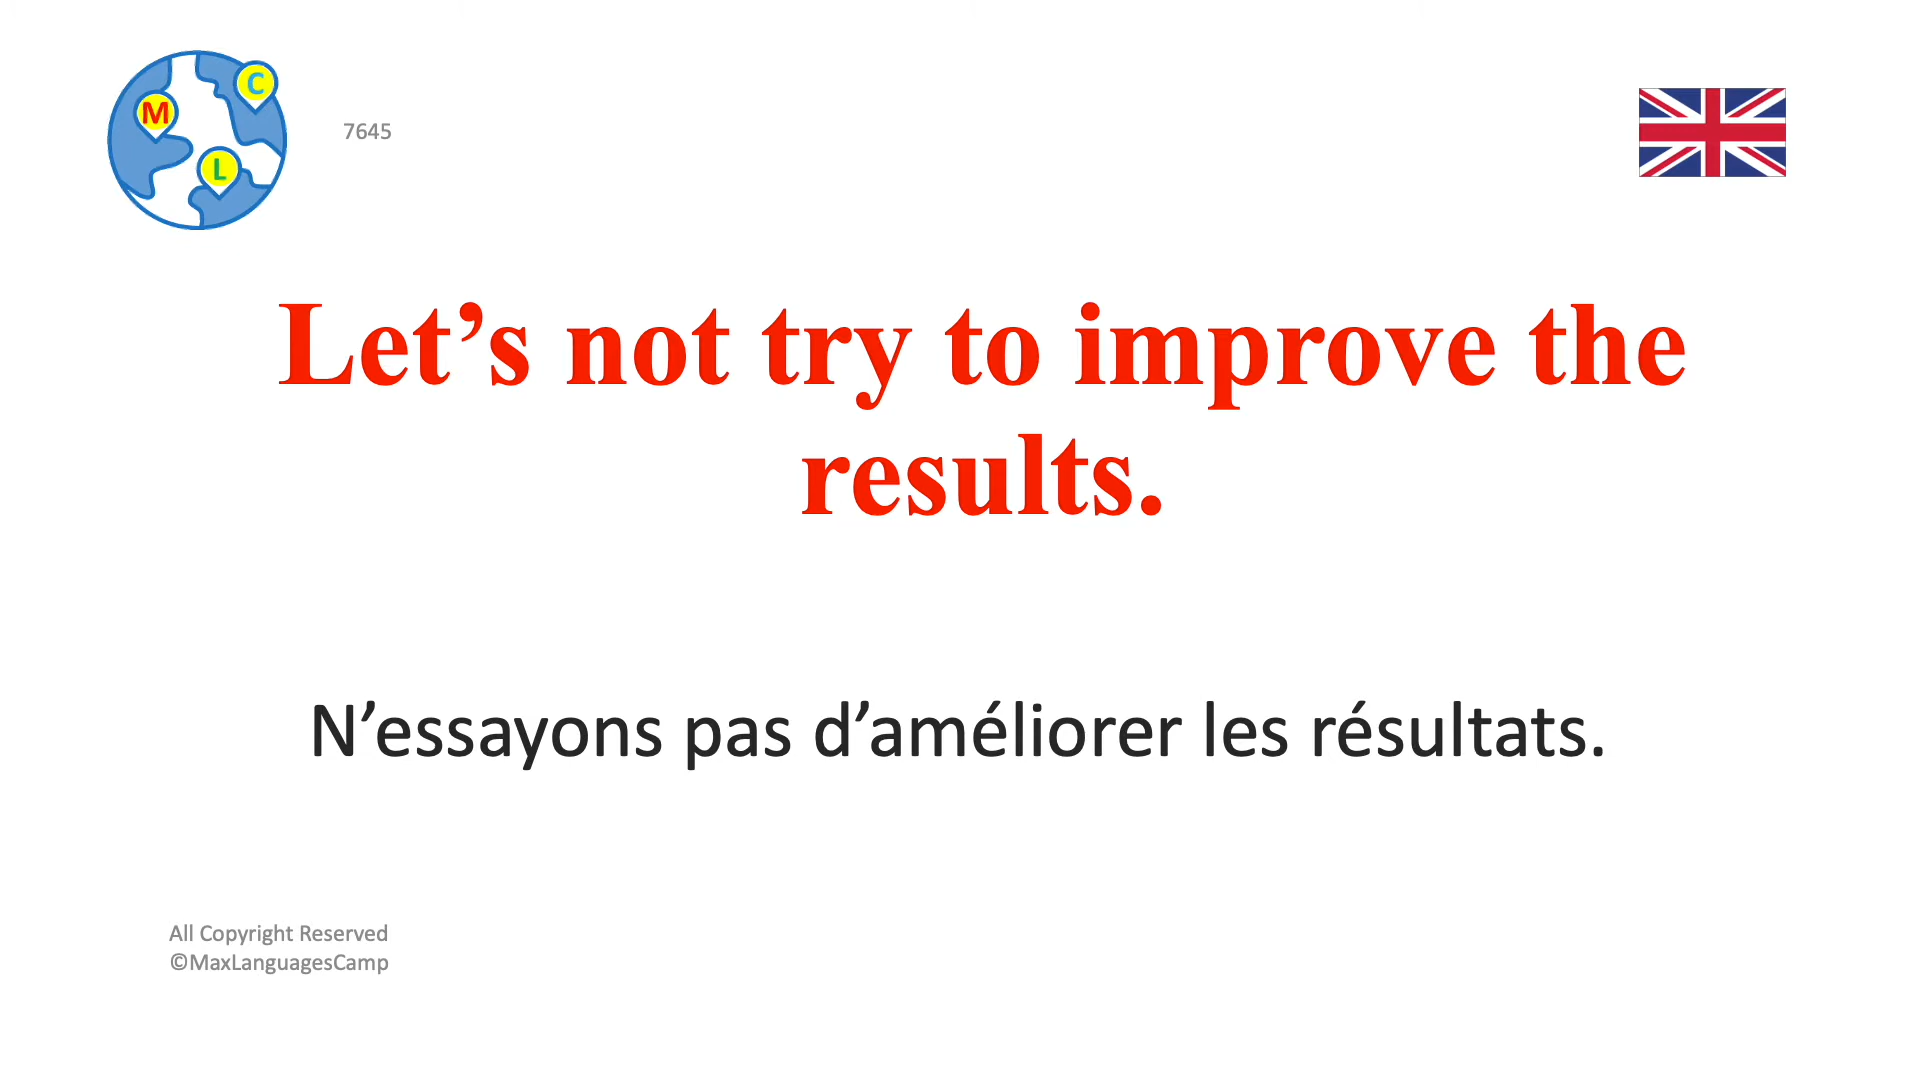 M
C
L
7645
Let’s not try to improve the
results.
N’essayons pas d’améliorer les résultats.
All Copyright Reserved
©MaxLanguagesCamp